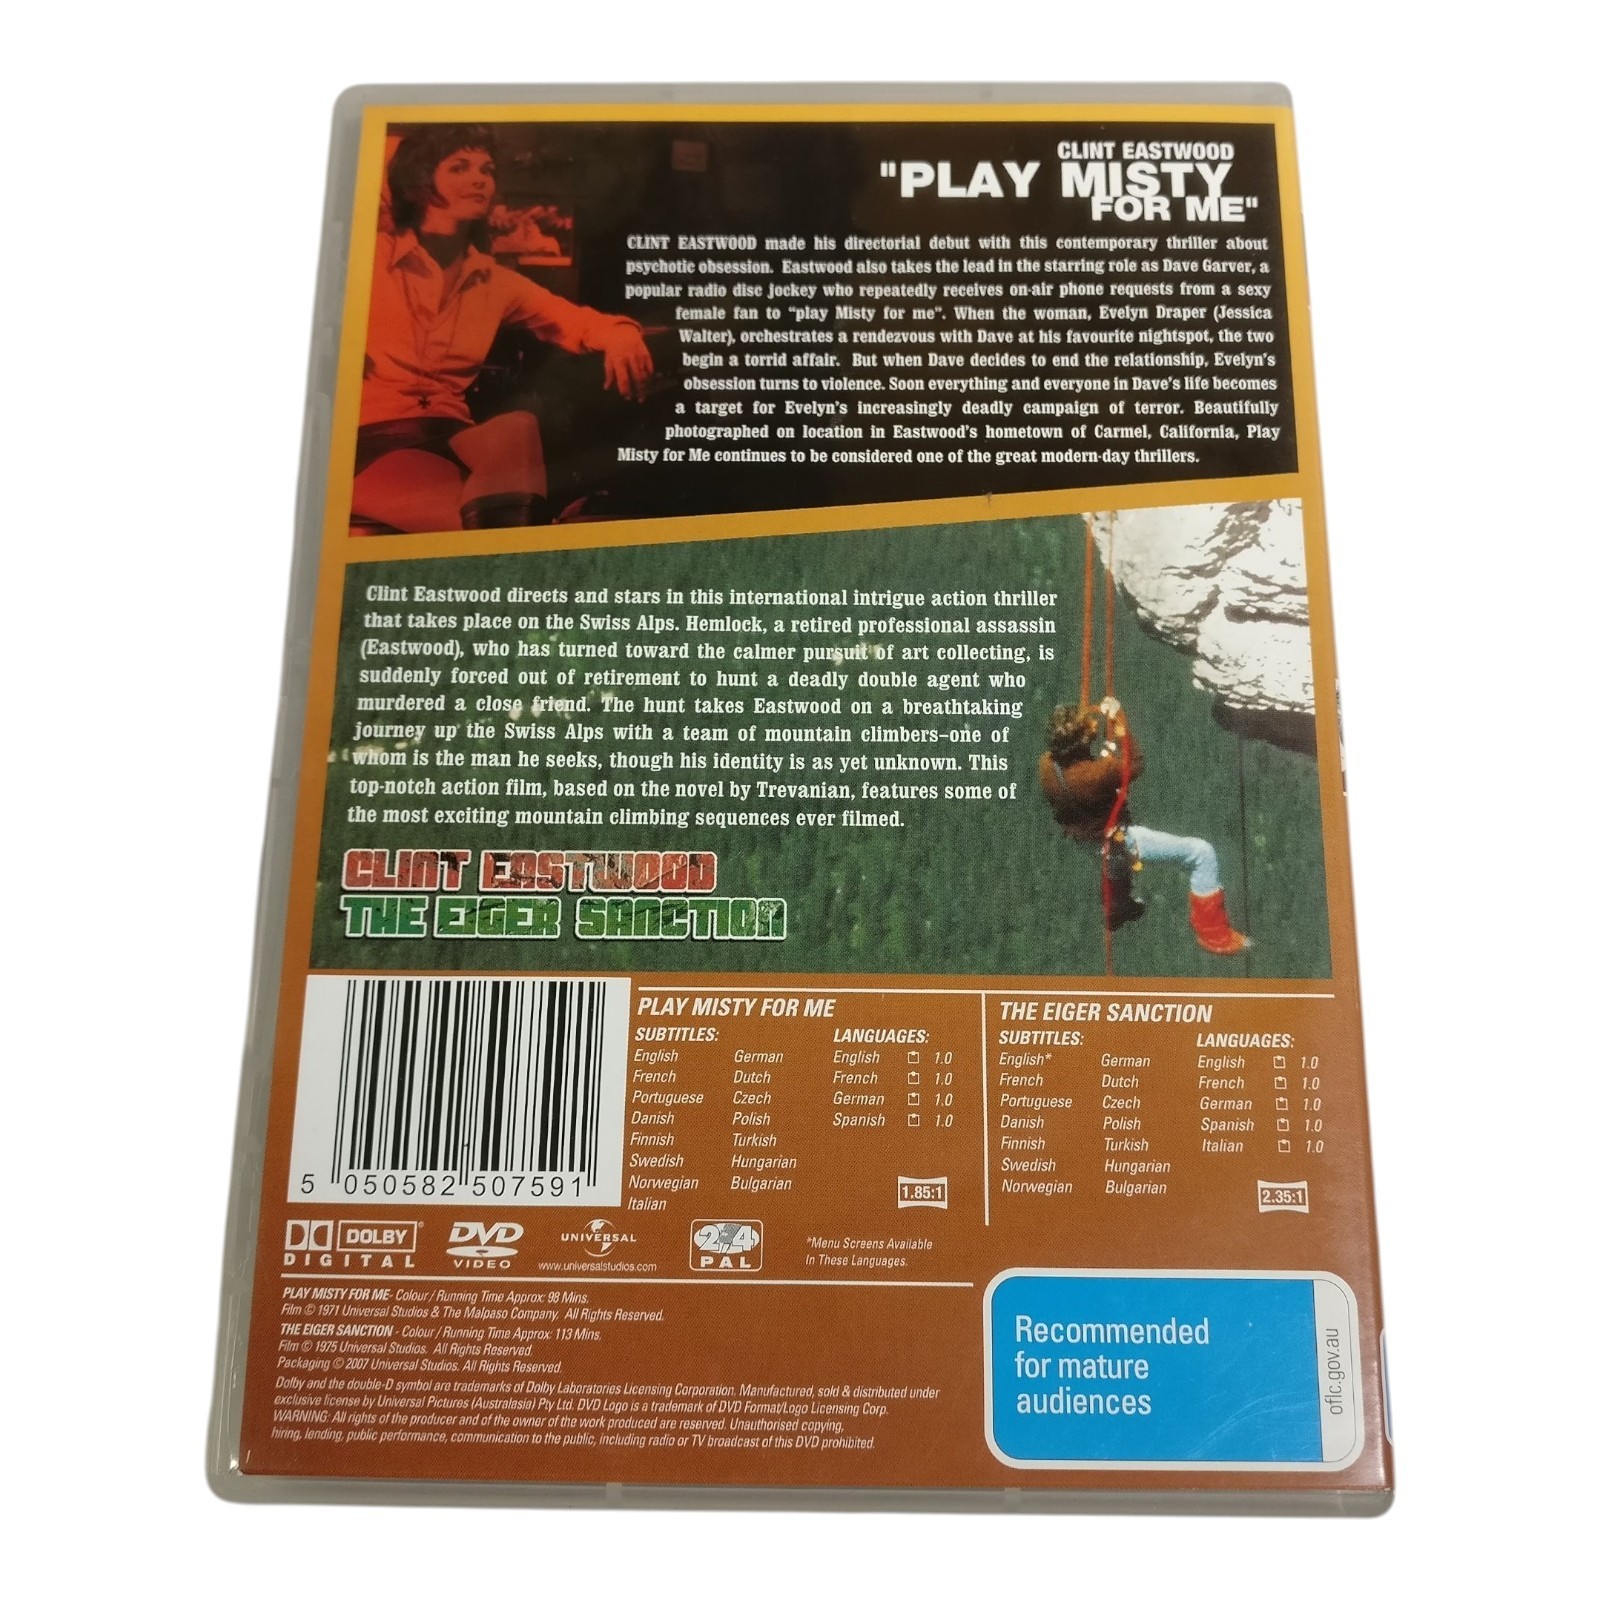 CLINT EASTWOOD
"PLAY MISTY
FOR ME"
CLINT EASTWOOD made his directorial debut with this contemporary thriller about
psychotic obsession. Eastwood also takes the lead in the starring role as Dave Garver, a
popular radio disc jockey who repeatedly receives on-air phone requests from a sexy
female fan to "play Misty for me". When the woman, Evelyn Draper (Jessica
Walter), orchestrates a rendezvous with Dave at his favourite nightspot, the two
begin a torrid affair. But when Dave decides to end the relationship, Evelyn's
obsession turns to violence. Soon everything and everyone in Dave's life becomes
a target for Evelyn's increasingly deadly campaign of terror. Beautifully
photographed on location in Eastwood's hometown of Carmel, California, Play
Misty for Me continues to be considered one of the great modern-day thrillers.
Clint Eastwood directs and stars in this international intrigue action thriller
that takes place on the Swiss Alps. Hemlock, a retired professional assassin
(Eastwood), who has turned toward the calmer pursuit of art collecting, is
suddenly forced out of retirement to hunt a deadly double agent who
murdered a close friend. The hunt takes Eastwood on a breathtaking
journey up the Swiss Alps with a team of mountain climbers–one of
whom is the man he seeks, though his identity is as yet unknown. This
top-notch action film, based on the novel by Trevanian, features some of
the most exciting mountain climbing sequences ever filmed.
CLINT EASTWOOD
THE EIGER SANCTION
5 050582 507591
PLAY MISTY FOR ME
SUBTITLES: LANGUAGES:
English German English 1.0
French Dutch French 1.0
Portuguese Czech German 1.0
Danish Polish Spanish 1.0
Finnish Turkish
Swedish Hungarian
Norwegian Bulgarian
Italian
1.85:1
THE EIGER SANCTION
SUBTITLES: LANGUAGES:
English* German English 1.0
French Dutch French 1.0
Portuguese Czech German 1.0
Danish Polish Spanish 1.0
Finnish Turkish Italian 1.0
Swedish Hungarian
Norwegian Bulgarian
2.35:1
DOLBY
DIGITAL
DVD
VIDEO
UNIVERSAL
www.universalstudios.com
2 4
PAL
*Menu Screens Available
In These Languages.
PLAY MISTY FOR ME- Colour / Running Time Approx: 98 Mins.
Film © 1971 Universal Studios & The Malpaso Company. All Rights Reserved.
THE EIGER SANCTION - Colour / Running Time Approx: 113 Mins.
Film © 1975 Universal Studios. All Rights Reserved.
Packaging © 2007 Universal Studios. All Rights Reserved.
Dolby and the double-D symbol are trademarks of Dolby Laboratories Licensing Corporation. Manufactured, sold & distributed under
exclusive license by Universal Pictures (Australasia) Pty Ltd. DVD Logo is a trademark of DVD Format/Logo Licensing Corp.
WARNING: All rights of the producer and of the owner of the work produced are reserved. Unauthorised copying,
hiring, lending, public performance, communication to the public, including radio or TV broadcast of this DVD prohibited.
Recommended
for mature
audiences
oflc.gov.au